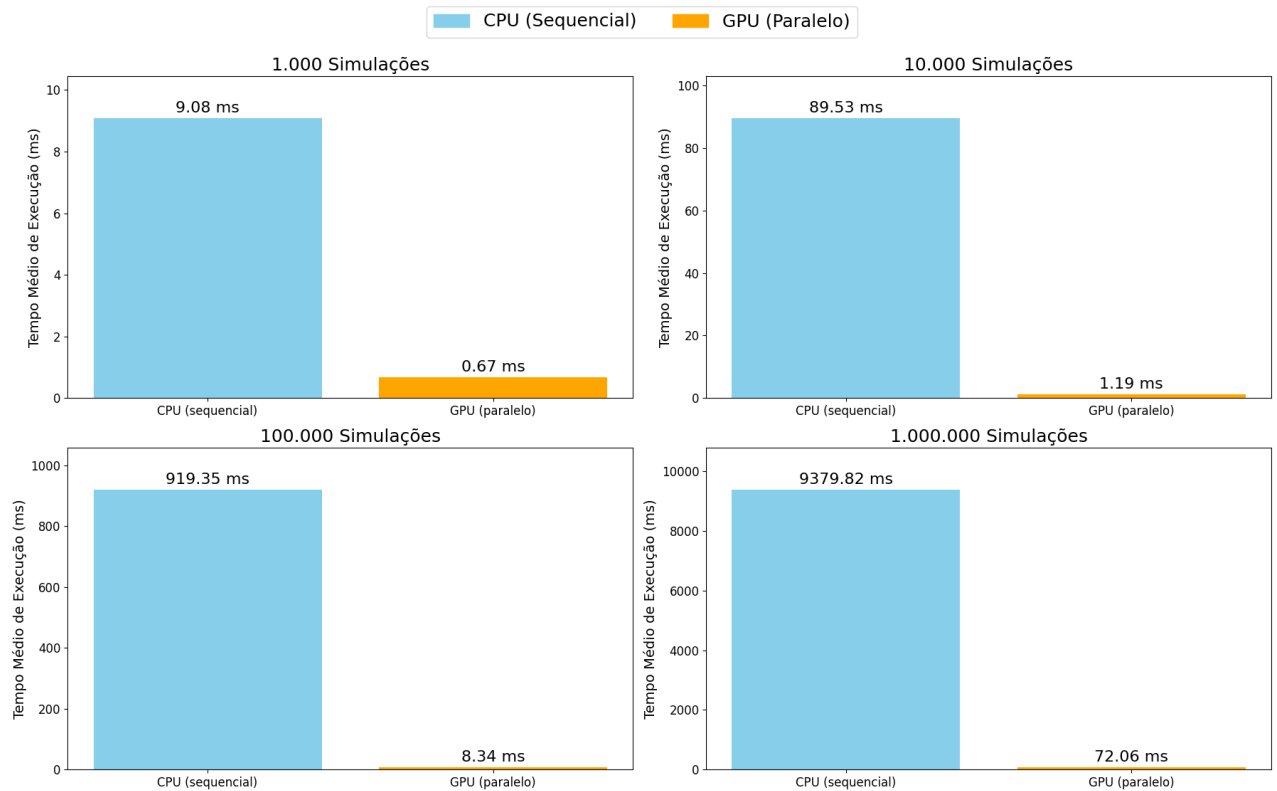 CPU (Sequencial) GPU (Paralelo)
1.000 Simulações
Tempo Médio de Execução (ms)
10
8
6
4
2
0
9.08 ms
0.67 ms
CPU (sequencial) GPU (paralelo)
10.000 Simulações
Tempo Médio de Execução (ms)
100
80
60
40
20
0
89.53 ms
1.19 ms
CPU (sequencial) GPU (paralelo)
100.000 Simulações
Tempo Médio de Execução (ms)
1000
800
600
400
200
0
919.35 ms
8.34 ms
CPU (sequencial) GPU (paralelo)
1.000.000 Simulações
Tempo Médio de Execução (ms)
10000
8000
6000
4000
2000
0
9379.82 ms
72.06 ms
CPU (sequencial) GPU (paralelo)